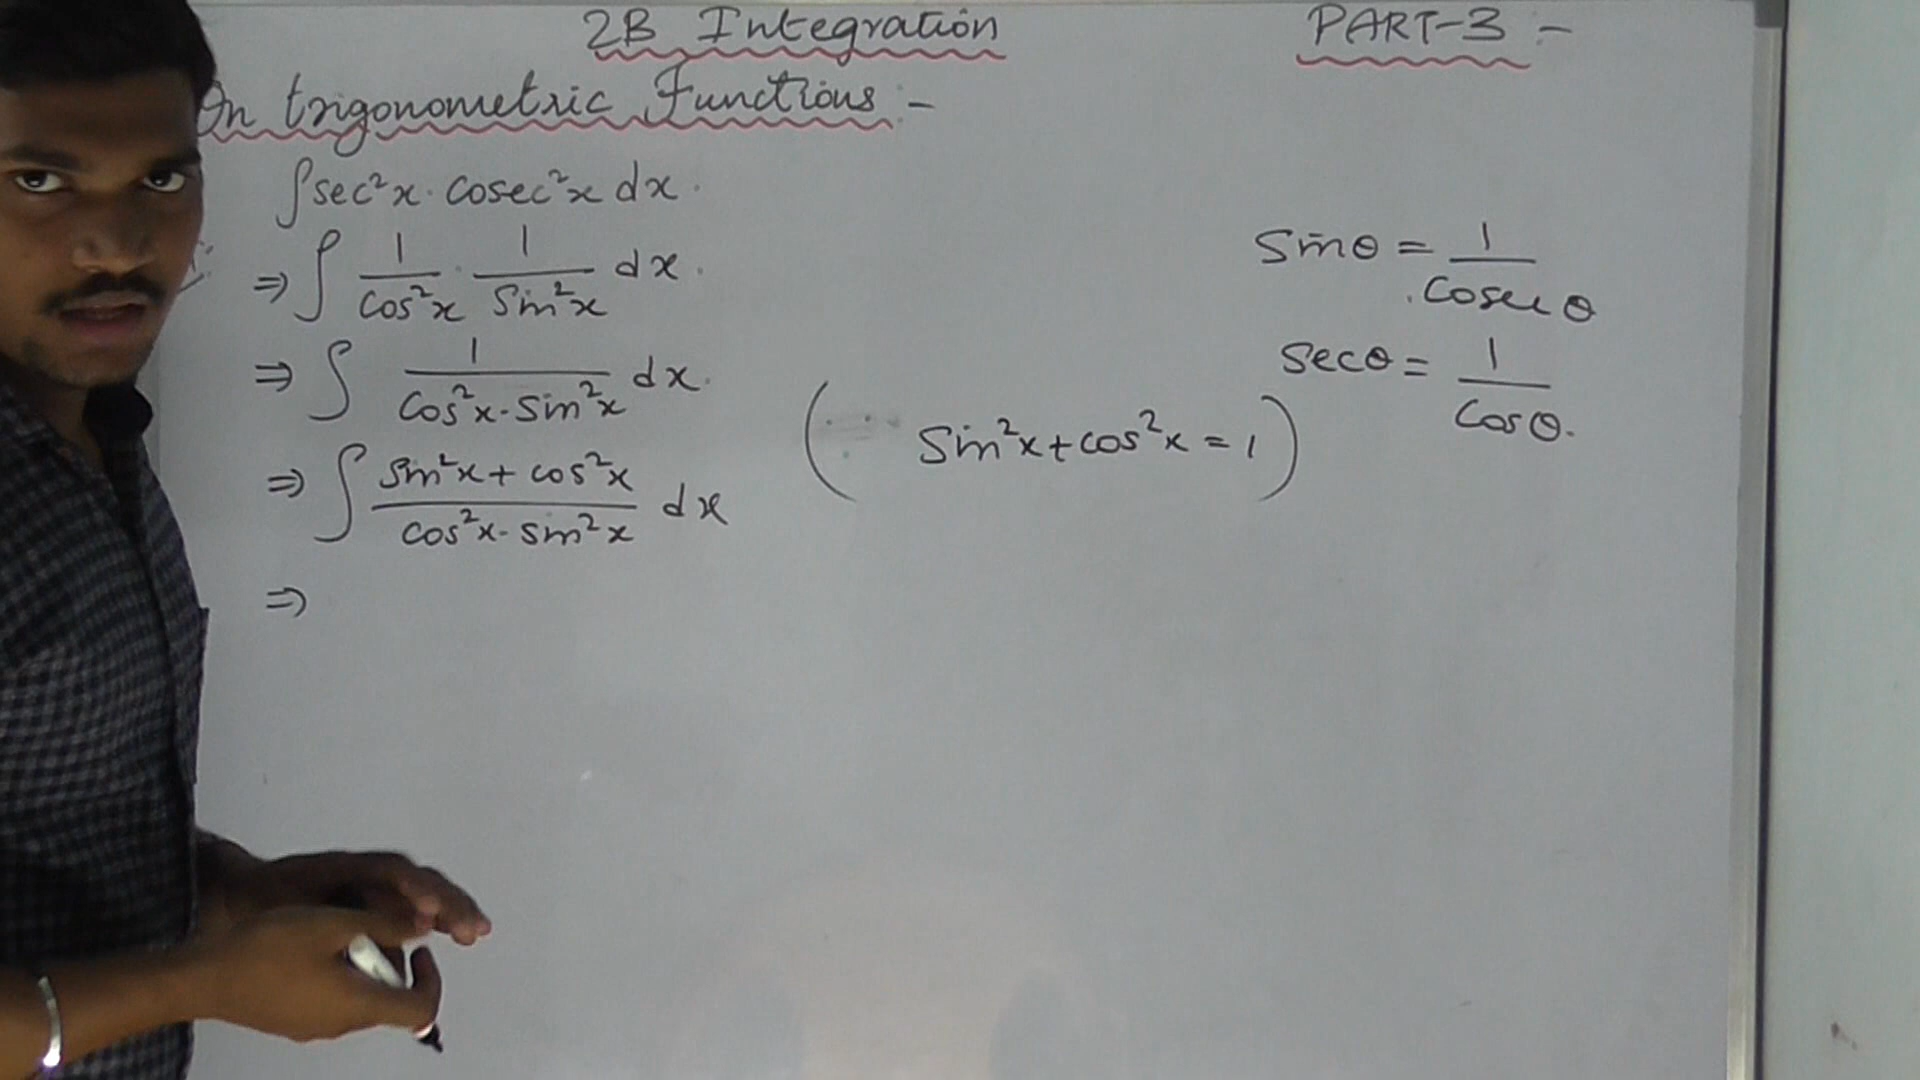 2B Integration PART-3 -
On trigonometric Functions:-
∫sec²x. cosec²x dx.
⇒ ∫ 1/cos²x . 1/Sin²x dx.
⇒ ∫ 1/cos²x. sin²x dx.
⇒ ∫ Sin²x + cos²x/cos²x. sin²x dx
⇒
( Sin²x + cos²x = 1 )
Sinθ = 1/Cosecθ
Secθ = 1/Cosθ.